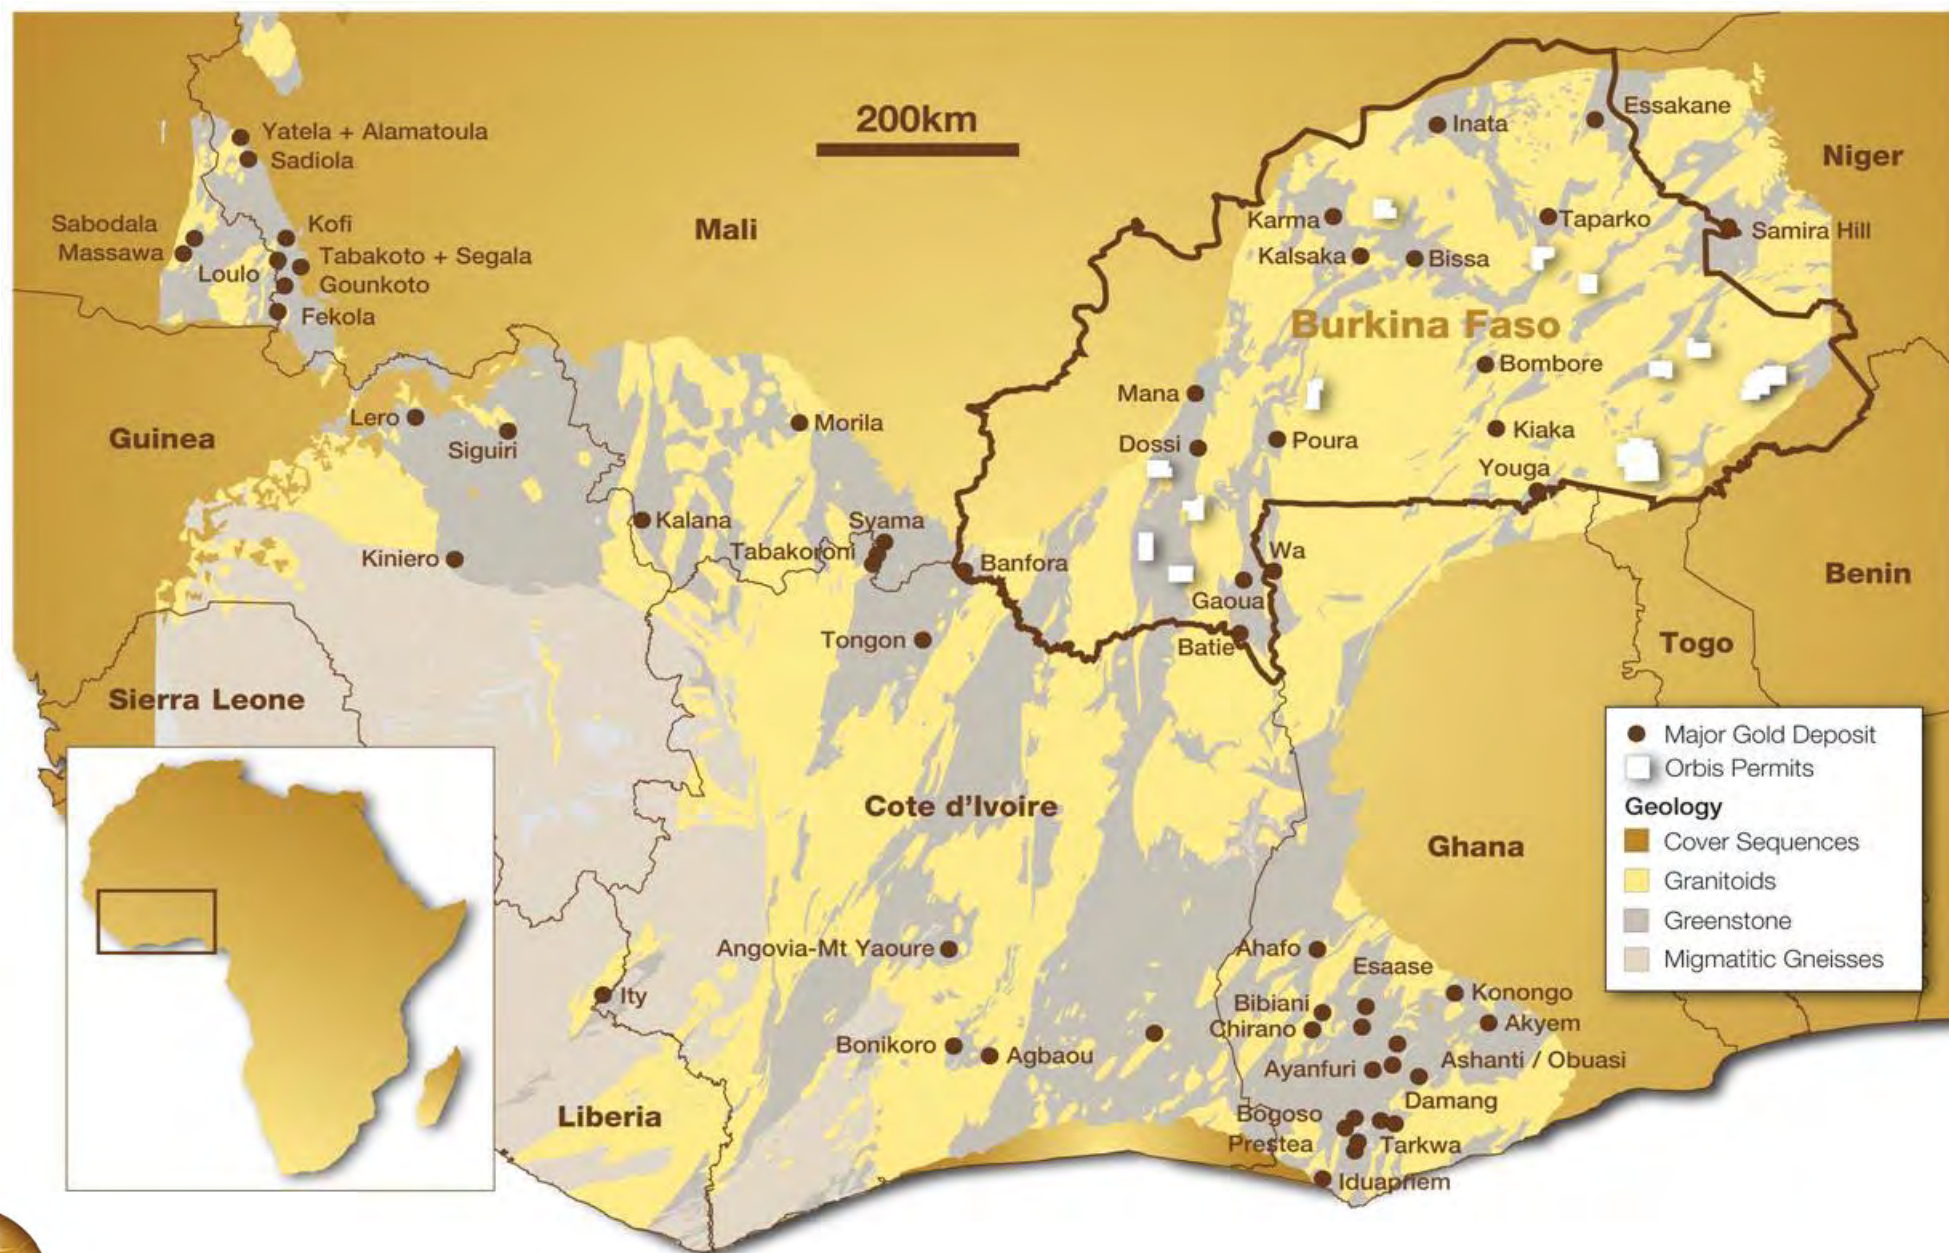 200km
Yatela + Alamatoula
Sadiola
Sabodala
Massawa
Kofi
Tabakoto + Segala
Loulo
Gounkoto
Fekola
Mali
Niger
Essakane
Inata
Karma
Taparko
Samira Hill
Kalsaka
Bissa
Burkina Faso
Bombore
Mana
Dossi
Poura
Kiaka
Youga
Guinea
Lero
Siguiri
Morila
Kalana
Syama
Tabakoroni
Kiniero
Banfora
Wa
Gaoua
Batie
Tongon
Benin
Togo
Sierra Leone
Cote d'Ivoire
Ghana
Angovia-Mt Yaoure
Ity
Bonikoro
Agbaou
Liberia
Ahafo
Esaase
Bibiani
Konongo
Chirano
Akyem
Ayanfuri
Ashanti / Obuasi
Damang
Bogoso
Prestea
Tarkwa
Iduapriem
Major Gold Deposit
Orbis Permits
Geology
Cover Sequences
Granitoids
Greenstone
Migmatitic Gneisses